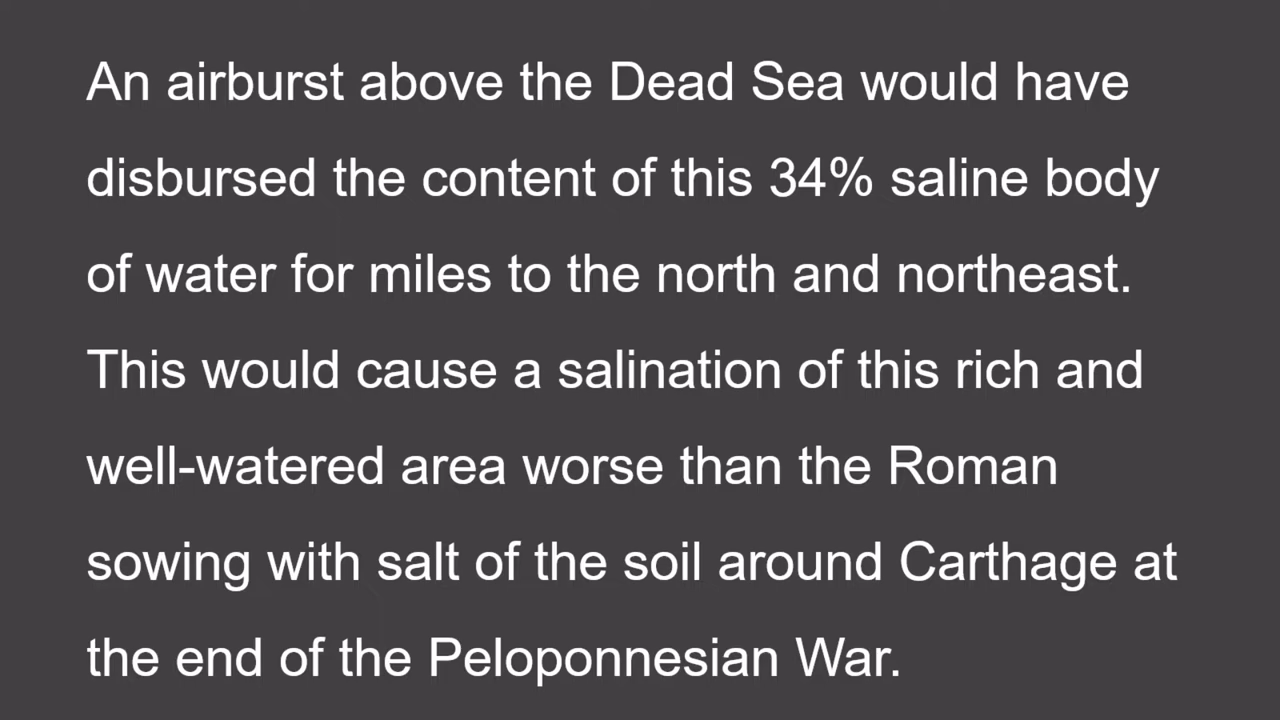 An airburst above the Dead Sea would have
disbursed the content of this 34% saline body
of water for miles to the north and northeast.
This would cause a salination of this rich and
well-watered area worse than the Roman
sowing with salt of the soil around Carthage at
the end of the Peloponnesian War.